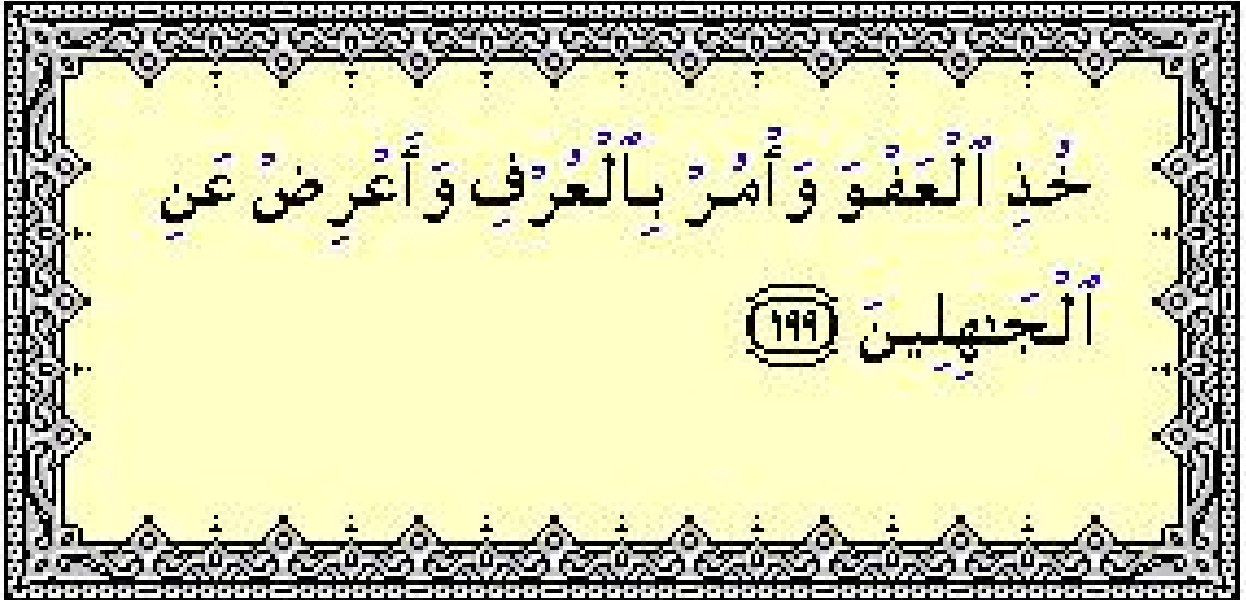 خُذِ ٱلْعَفْوَ وَأْمُرْ بِٱلْعُرْفِ وَأَعْرِضْ عَنِ
ٱلْجَـٰهِلِينَ ١٩٩